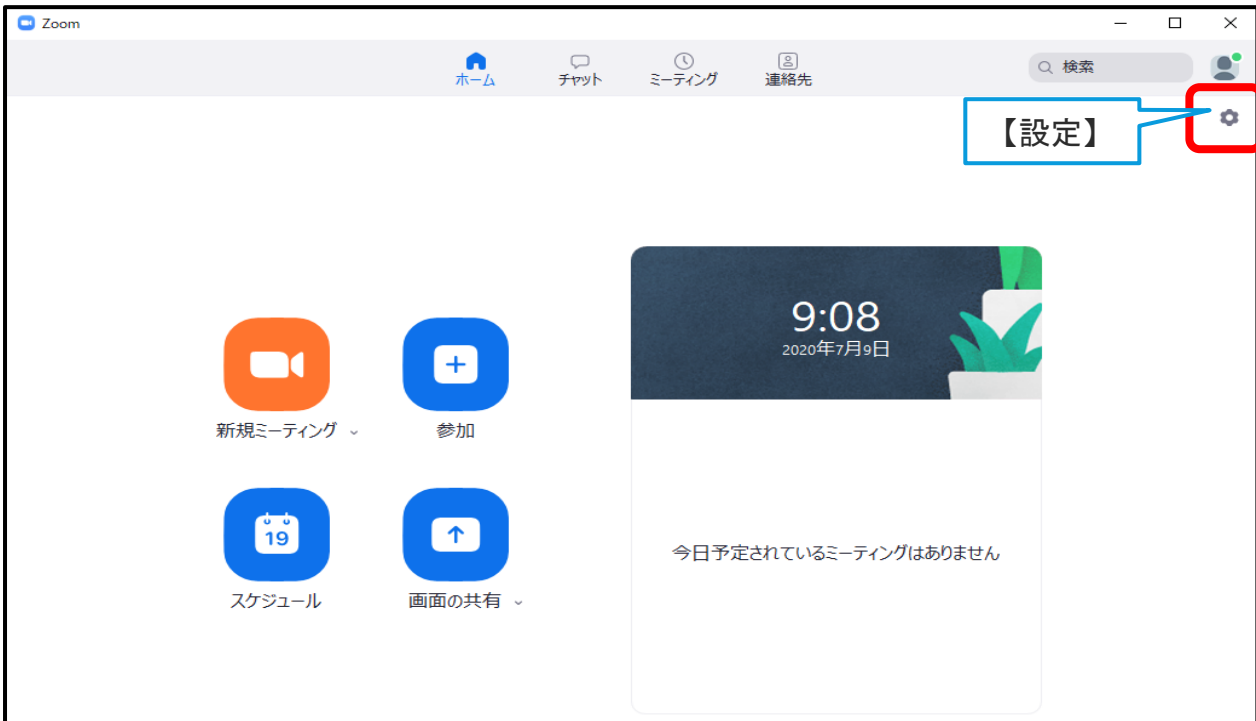 Zoom
ホーム
チャット
ミーティング
連絡先
検索
【設定】
9:08
2020年7月9日
新規ミーティング
参加
19
スケジュール
画面の共有
今日予定されているミーティングはありません